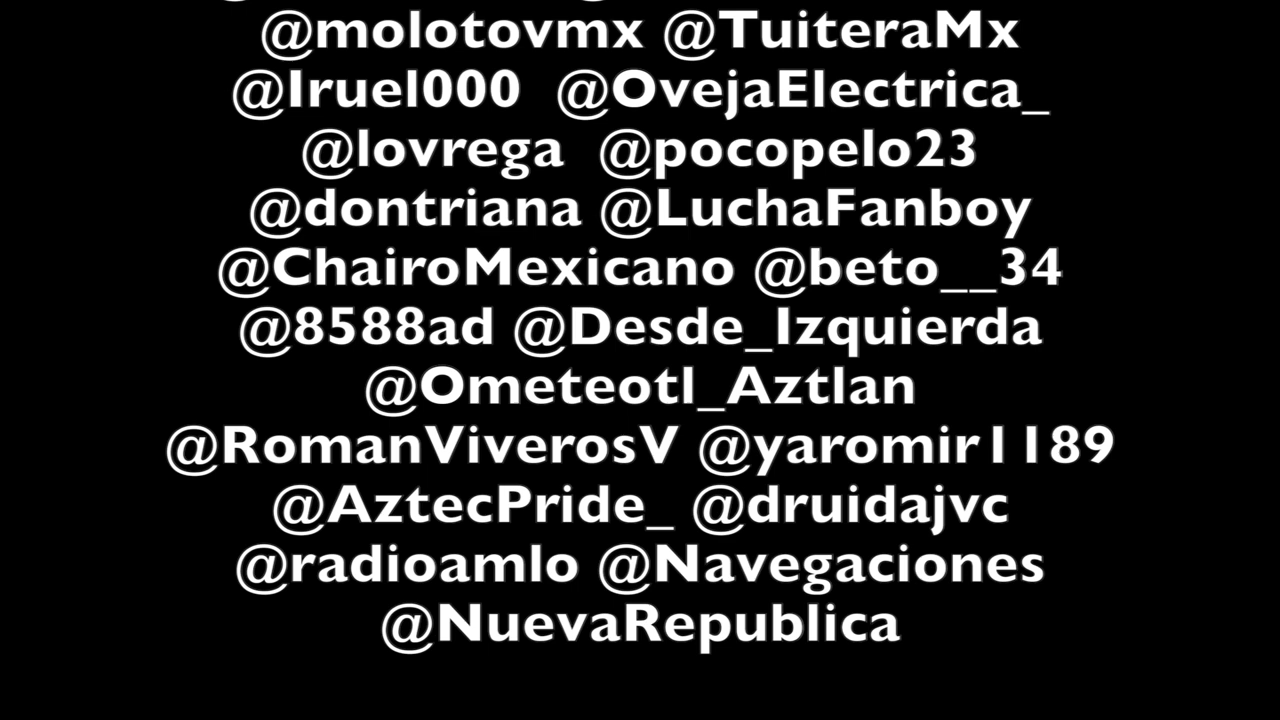 @molotovmx @TuiteraMx
@Iruel000 @OvejaElectrica_
@lovrega @pocopelo23
@dontriana @LuchaFanboy
@ChairoMexicano @beto__34
@8588ad @Desde_Izquierda
@Ometeotl_Aztlan
@RomanViverosV @yaromir1189
@AztecPride_ @druidajvc
@radioamlo @Navegaciones
@NuevaRepublica